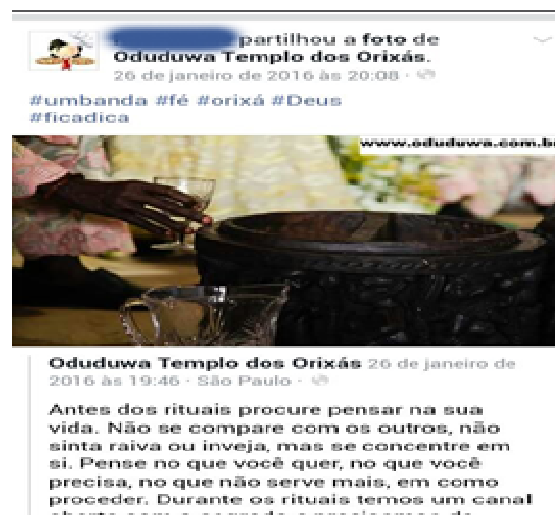 partilhou a foto de
Oduduwa Templo dos Orixás.
26 de janeiro de 2016 às 20:08 ·
#umbanda #fé #orixá #Deus
#ficadica
www.oduduwa.com.b
Oduduwa Templo dos Orixás 26 de janeiro de
2016 às 19:46 · São Paulo ·
Antes dos rituais procure pensar na sua
vida. Não se compare com os outros, não
sinta raiva ou inveja, mas se concentre em
si. Pense no que você quer, no que você
precisa, no que não serve mais, em como
proceder. Durante os rituais temos um canal